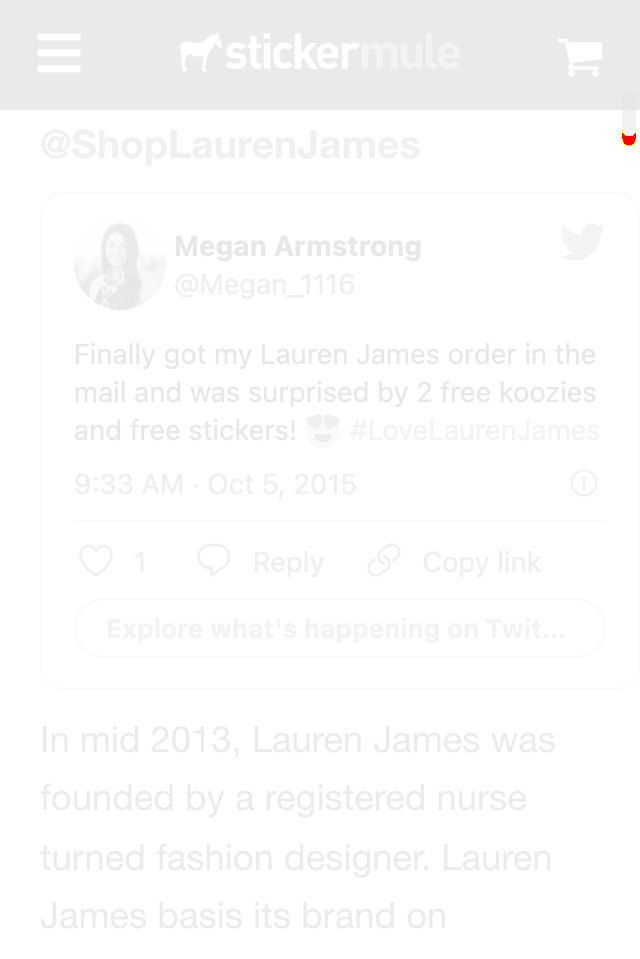 stickermule
@ShopLaurenJames
Megan Armstrong
@Megan_1116
Finally got my Lauren James order in the
mail and was surprised by 2 free koozies
and free stickers! 😍 #LoveLaurenJames
9:33 AM · Oct 5, 2015
1 Reply Copy link
Explore what's happening on Twit...
In mid 2013, Lauren James was
founded by a registered nurse
turned fashion designer. Lauren
James basis its brand on